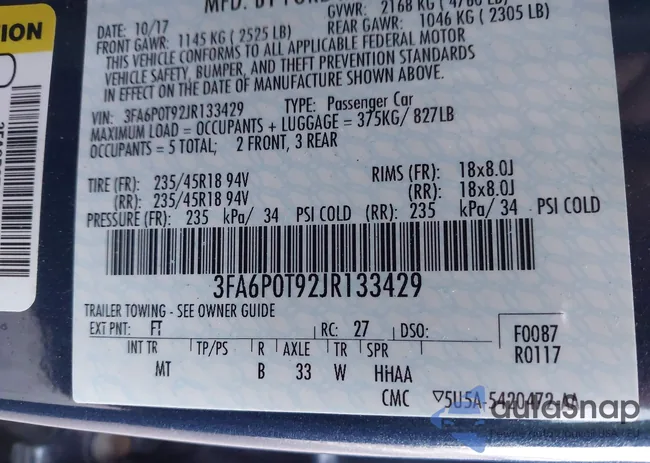 MFD. BY FORD
TION
DATE: 10/17
GVWR: 2168 KG ( 4780 LB)
FRONT GAWR: 1145 KG ( 2525 LB)
REAR GAWR: 1046 KG ( 2305 LB)
THIS VEHICLE CONFORMS TO ALL APPLICABLE FEDERAL MOTOR
VEHICLE SAFETY, BUMPER, AND THEFT PREVENTION STANDARDS
IN EFFECT ON THE DATE OF MANUFACTURE SHOWN ABOVE.
VIN: 3FA6P0T92JR133429 TYPE: Passenger Car
MAXIMUM LOAD = OCCUPANTS + LUGGAGE = 375KG/ 827LB
OCCUPANTS = 5 TOTAL; 2 FRONT, 3 REAR
TIRE (FR): 235/45R18 94V RIMS (FR): 18x8.0J
(RR): 235/45R18 94V (RR): 18x8.0J
PRESSURE (FR): 235 kPa/ 34 PSI COLD (RR): 235 kPa/ 34 PSI COLD
3FA6P0T92JR133429
TRAILER TOWING - SEE OWNER GUIDE
EXT PNT: FT RC: 27 DSO: F0087
INT TR TP/PS R AXLE TR SPR R0117
MT B 33 W HHAA
CMC 5U5A-5420472-AA
autoSnap